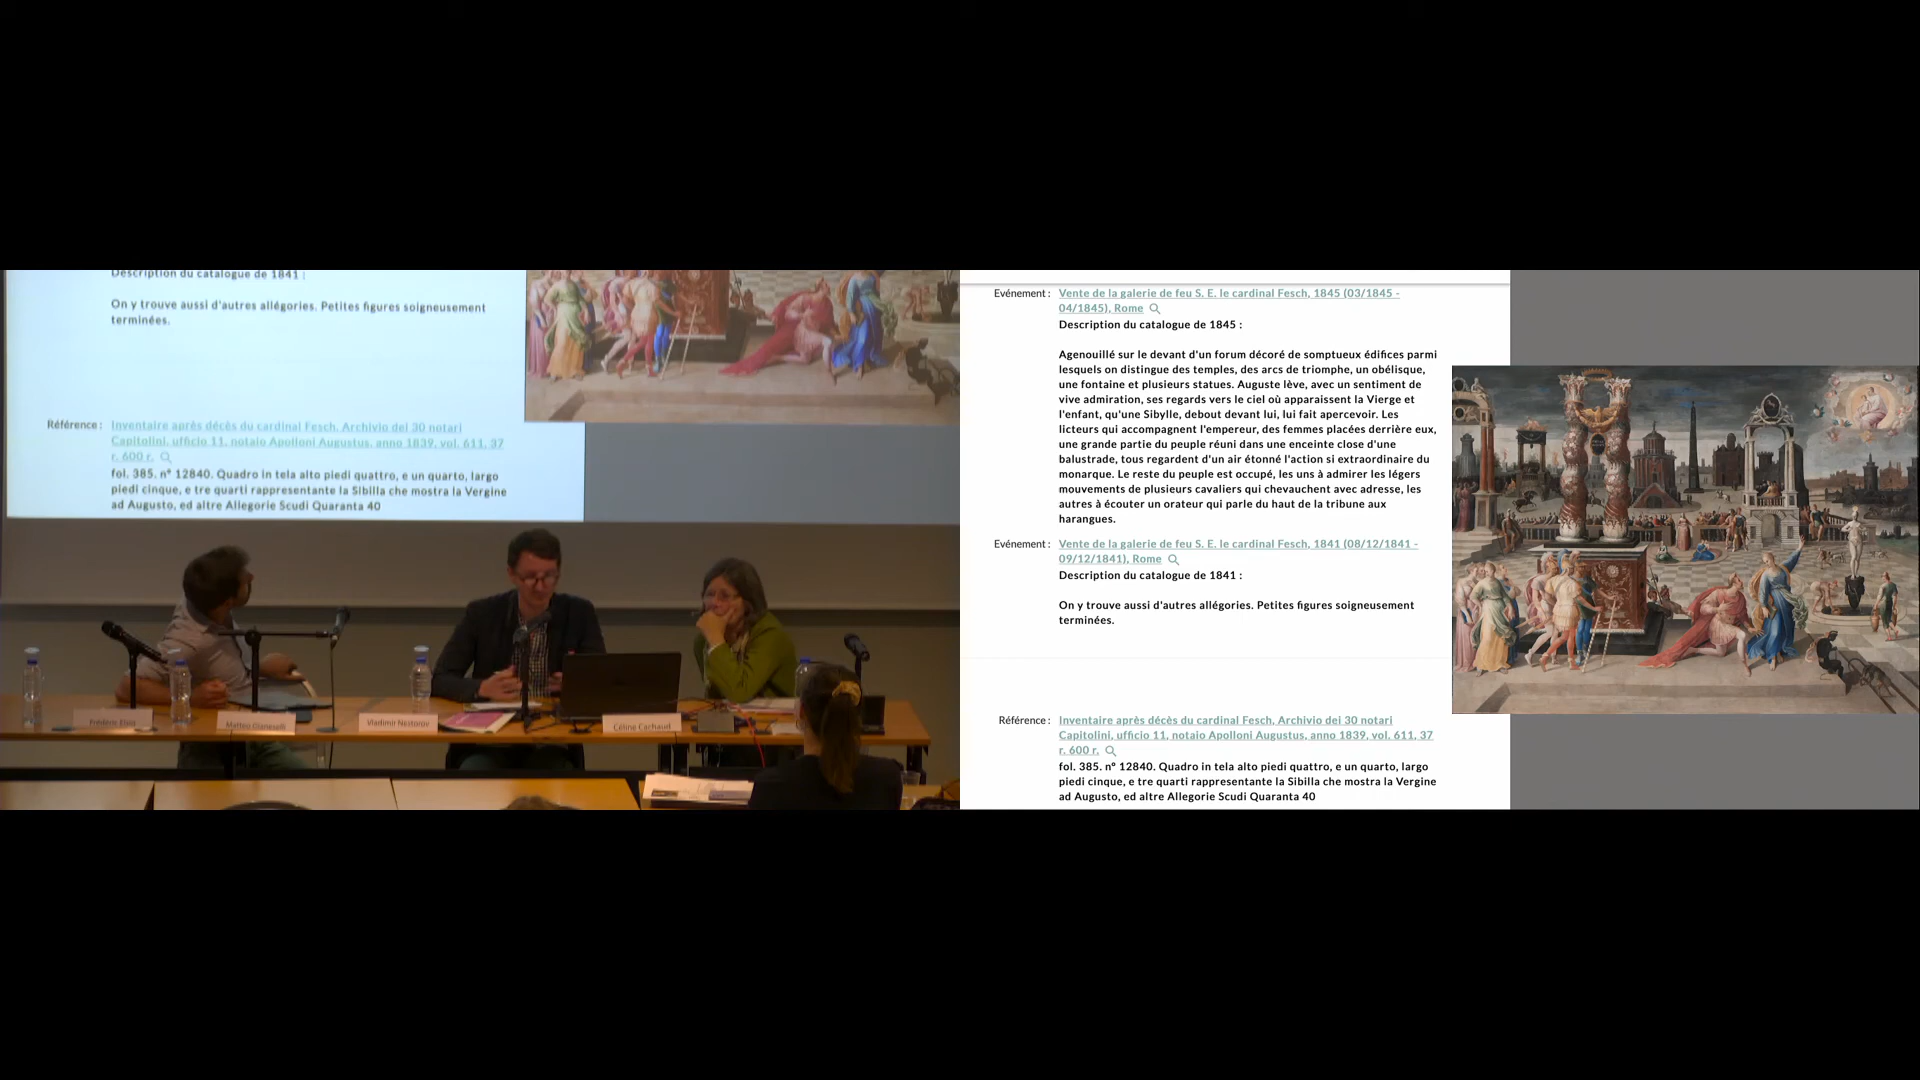 Description du catalogue de 1841 :
On y trouve aussi d'autres allégories. Petites figures soigneusement
terminées.
Référence :
Inventaire après décès du cardinal Fesch. Archivio dei 30 notari
Capitolini, ufficio 11, notaio Apolloni Augustus, anno 1839, vol. 611, 37
r. 600 r.
fol. 385. nº 12840. Quadro in tela alto piedi quattro, e un quarto, largo
piedi cinque, e tre quarti rappresentante la Sibilla che mostra la Vergine
ad Augusto, ed altre Allegorie Scudi Quaranta 40
Matteo Gianeselli
Vladimir Nestorov
Céline Cachaud
Evénement :
Vente de la galerie de feu S. E. le cardinal Fesch, 1845 (03/1845 -
04/1845), Rome
Description du catalogue de 1845 :
Agenouillé sur le devant d'un forum décoré de somptueux édifices parmi
lesquels on distingue des temples, des arcs de triomphe, un obélisque,
une fontaine et plusieurs statues. Auguste lève, avec un sentiment de
vive admiration, ses regards vers le ciel où apparaissent la Vierge et
l'enfant, qu'une Sibylle, debout devant lui, lui fait apercevoir. Les
licteurs qui accompagnent l'empereur, des femmes placées derrière eux,
une grande partie du peuple réuni dans une enceinte close d'une
balustrade, tous regardent d'un air étonné l'action si extraordinaire du
monarque. Le reste du peuple est occupé, les uns à admirer les légers
mouvements de plusieurs cavaliers qui chevauchent avec adresse, les
autres à écouter un orateur qui parle du haut de la tribune aux
harangues.
Evénement :
Vente de la galerie de feu S. E. le cardinal Fesch, 1841 (08/12/1841 -
09/12/1841), Rome
Description du catalogue de 1841 :
On y trouve aussi d'autres allégories. Petites figures soigneusement
terminées.
Référence :
Inventaire après décès du cardinal Fesch. Archivio dei 30 notari
Capitolini, ufficio 11, notaio Apolloni Augustus, anno 1839, vol. 611, 37
r. 600 r.
fol. 385. nº 12840. Quadro in tela alto piedi quattro, e un quarto, largo
piedi cinque, e tre quarti rappresentante la Sibilla che mostra la Vergine
ad Augusto, ed altre Allegorie Scudi Quaranta 40